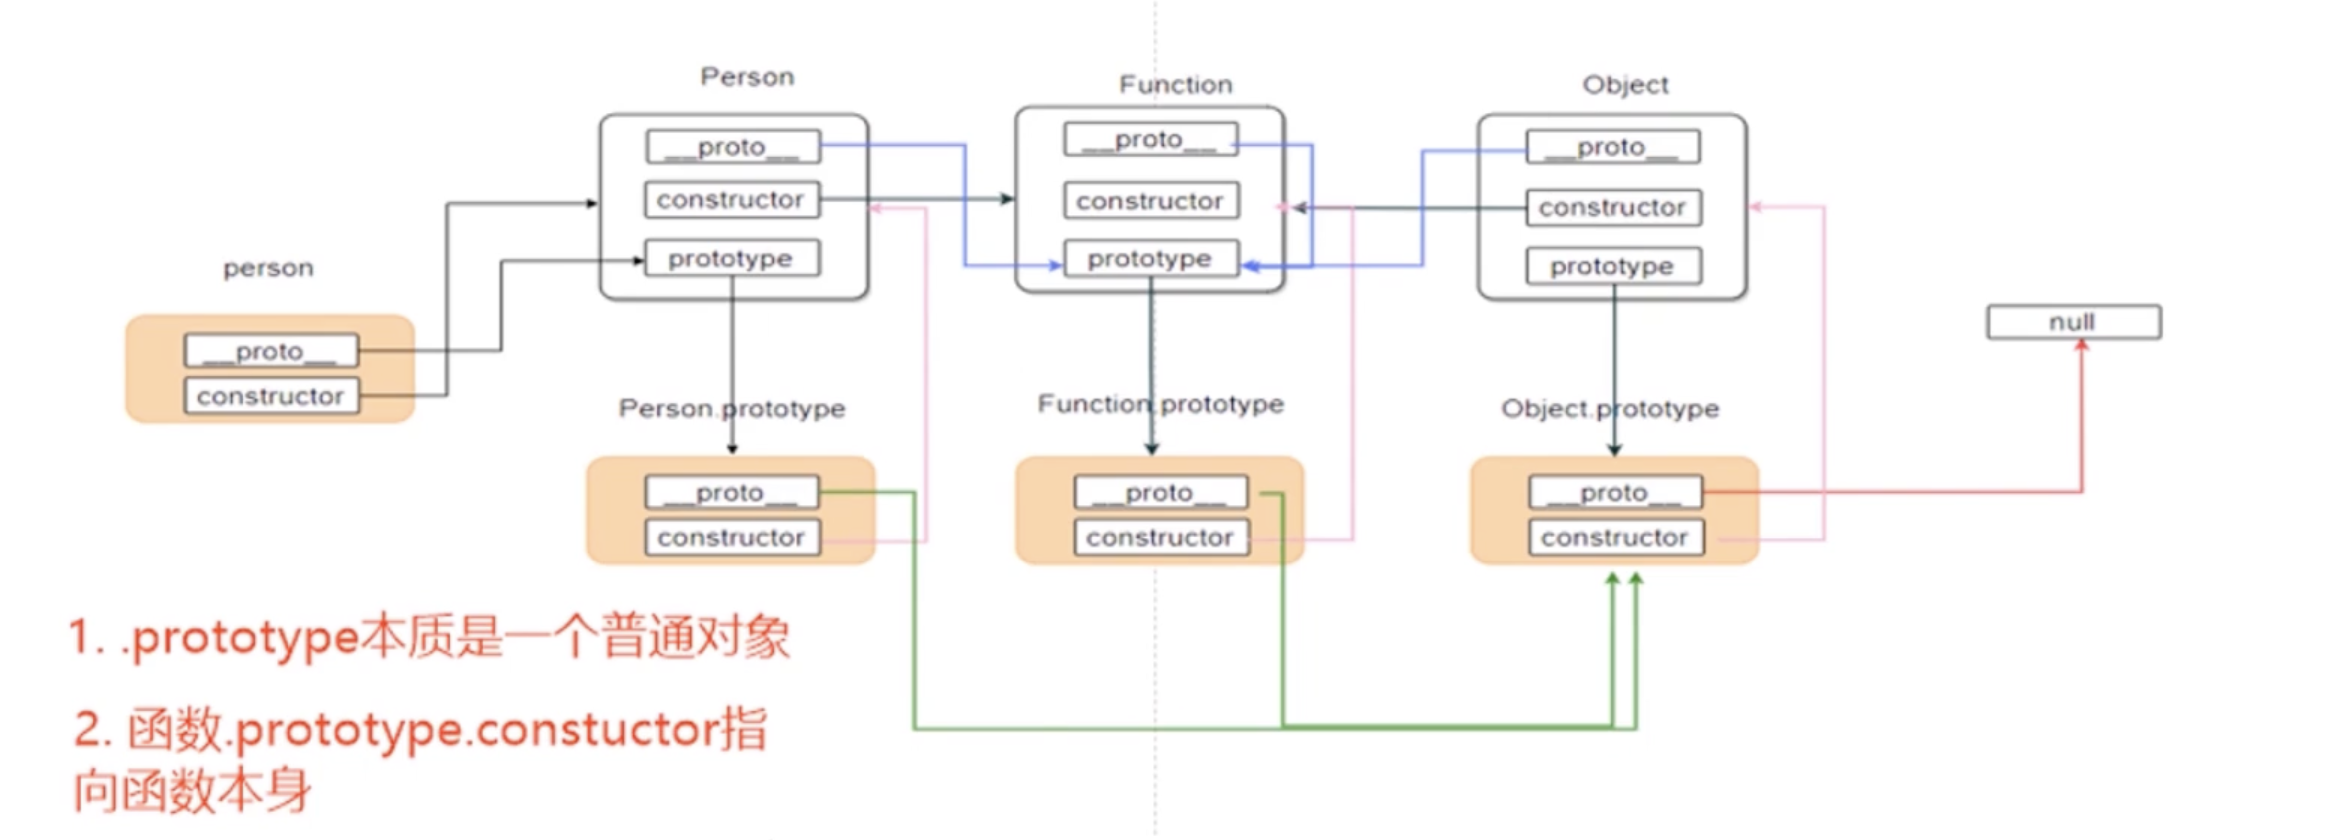 Person
Function
Object
__proto__
__proto__
__proto__
constructor
constructor
constructor
prototype
prototype
prototype
person
__proto__
constructor
null
Person.prototype
Function.prototype
Object.prototype
__proto__
__proto__
__proto__
constructor
constructor
constructor
1. .prototype本质是一个普通对象
2. 函数.prototype.constuctor指
向函数本身